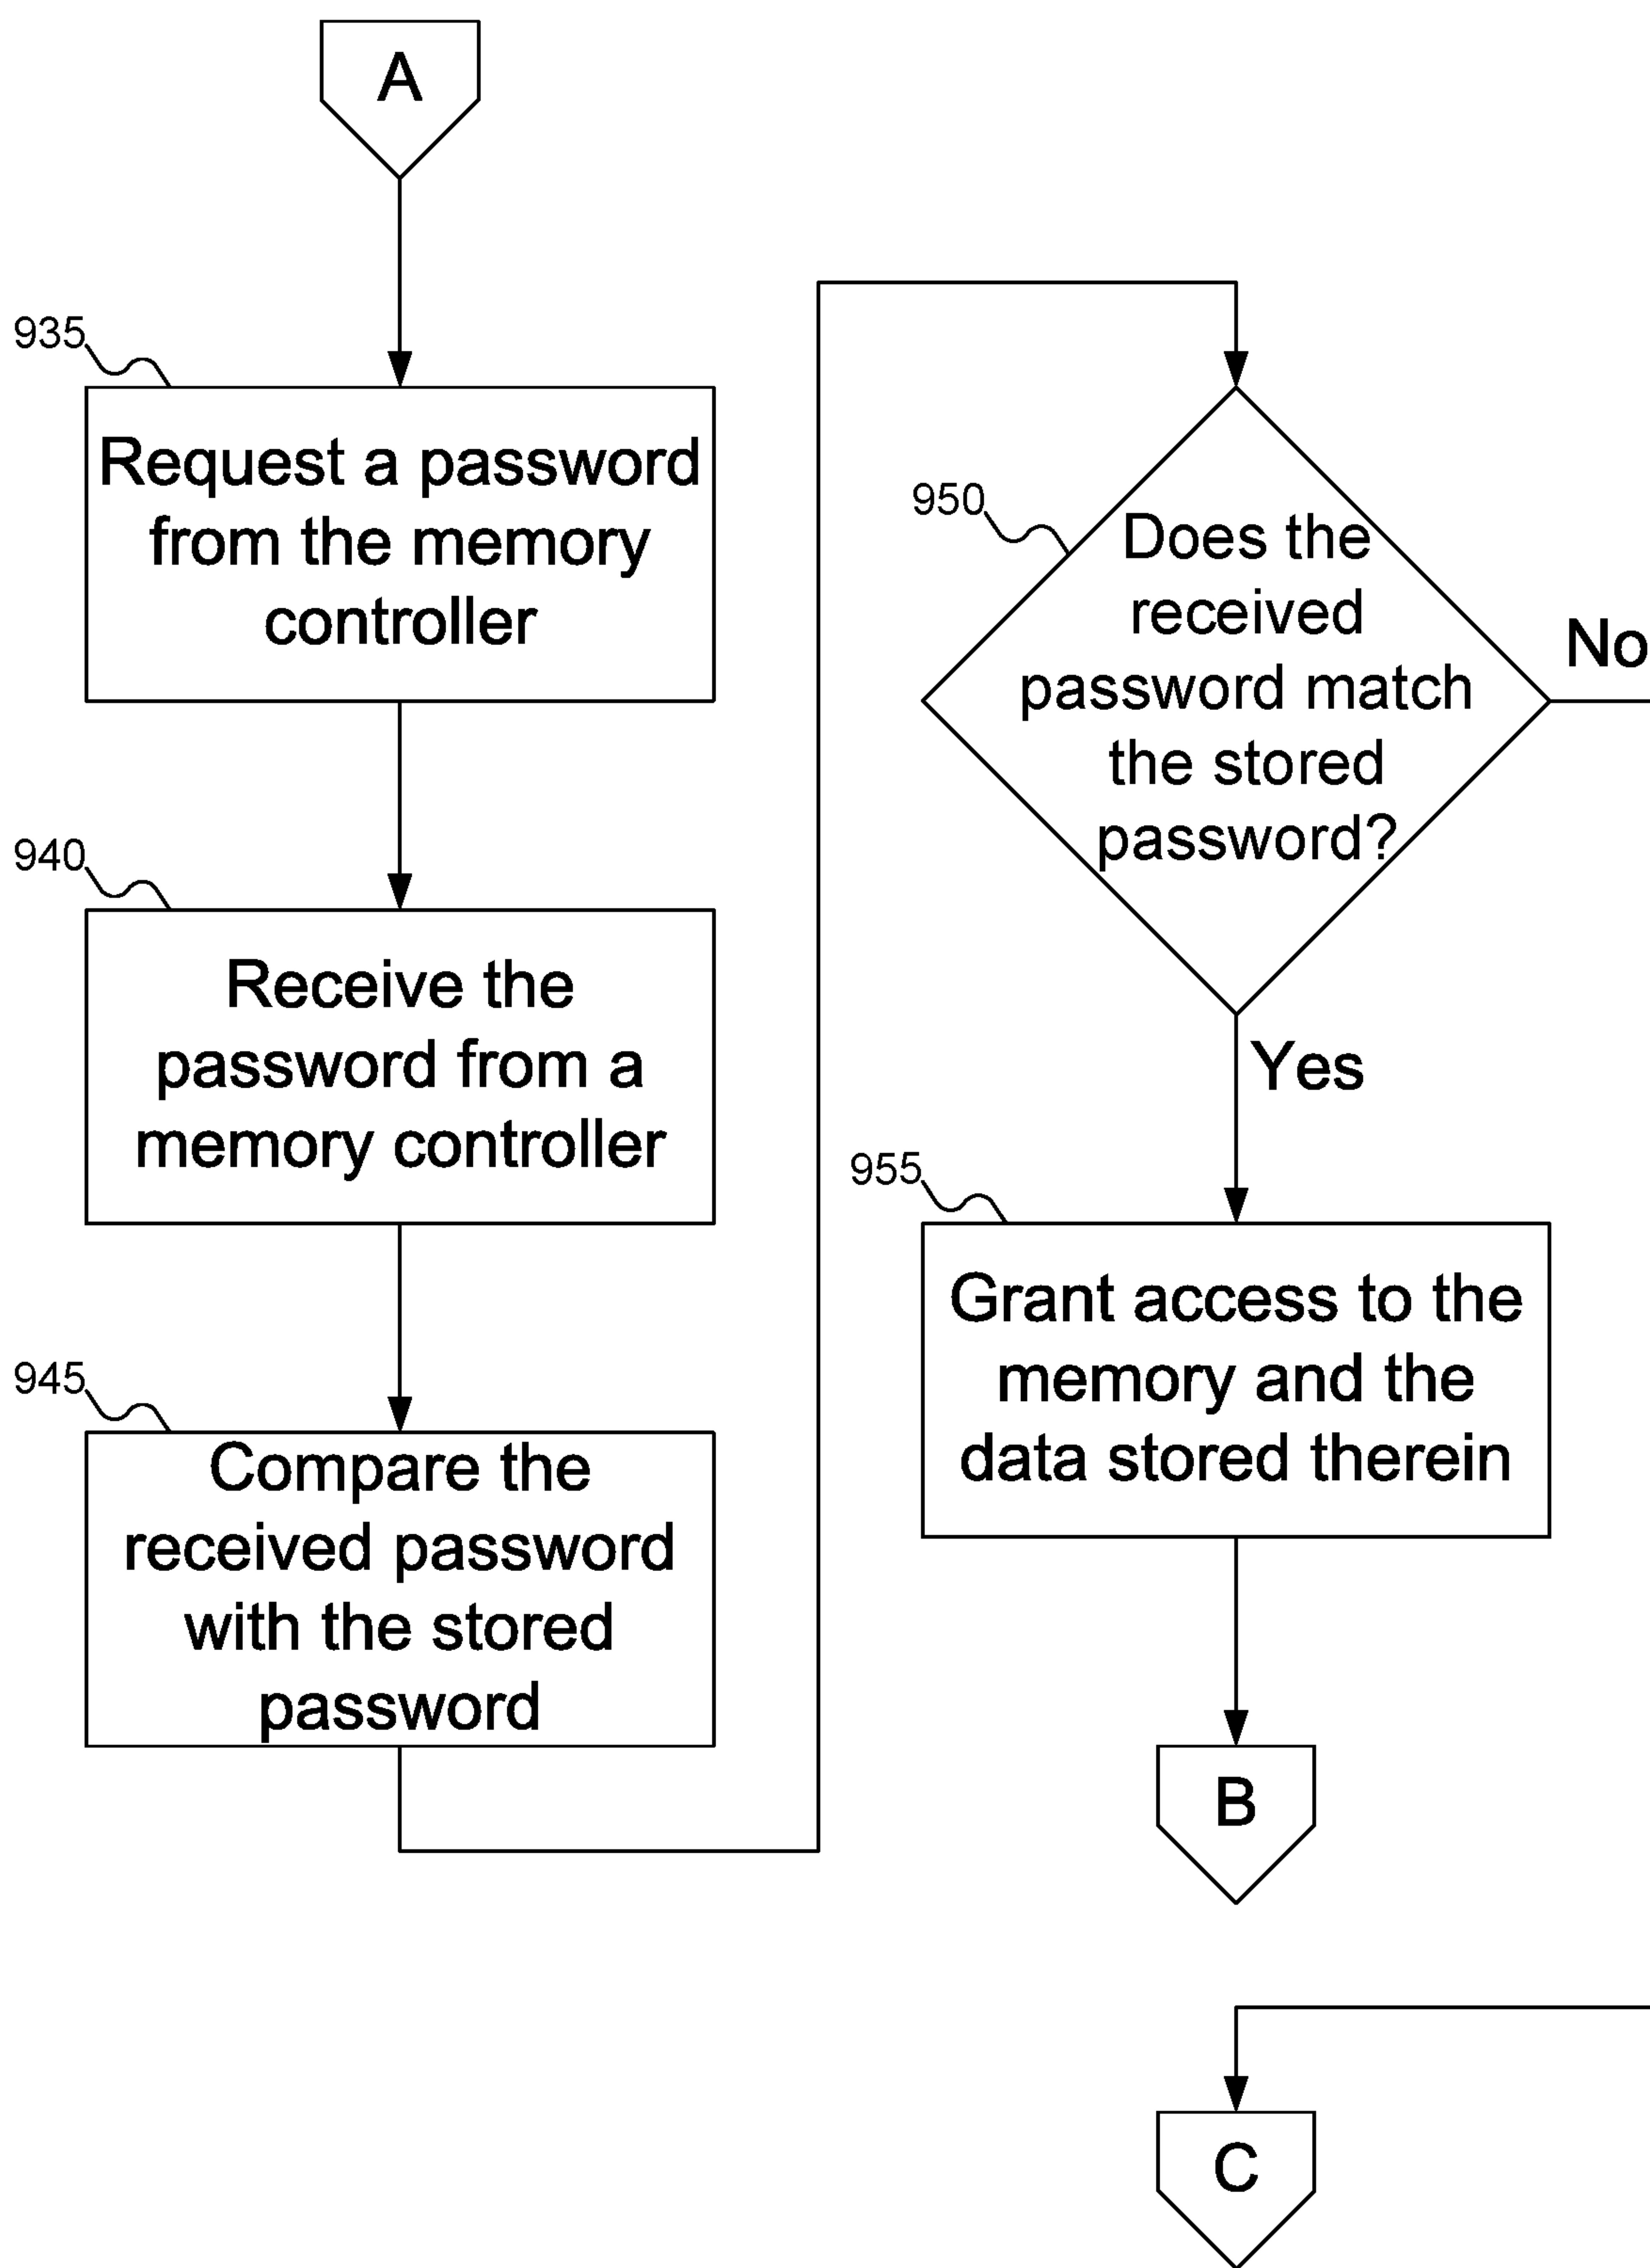 A
935
Request a password
from the memory
controller
940
Receive the
password from a
memory controller
945
Compare the
received password
with the stored
password
950
Does the
received
password match
the stored
password?
No
Yes
955
Grant access to the
memory and the
data stored therein
B
C